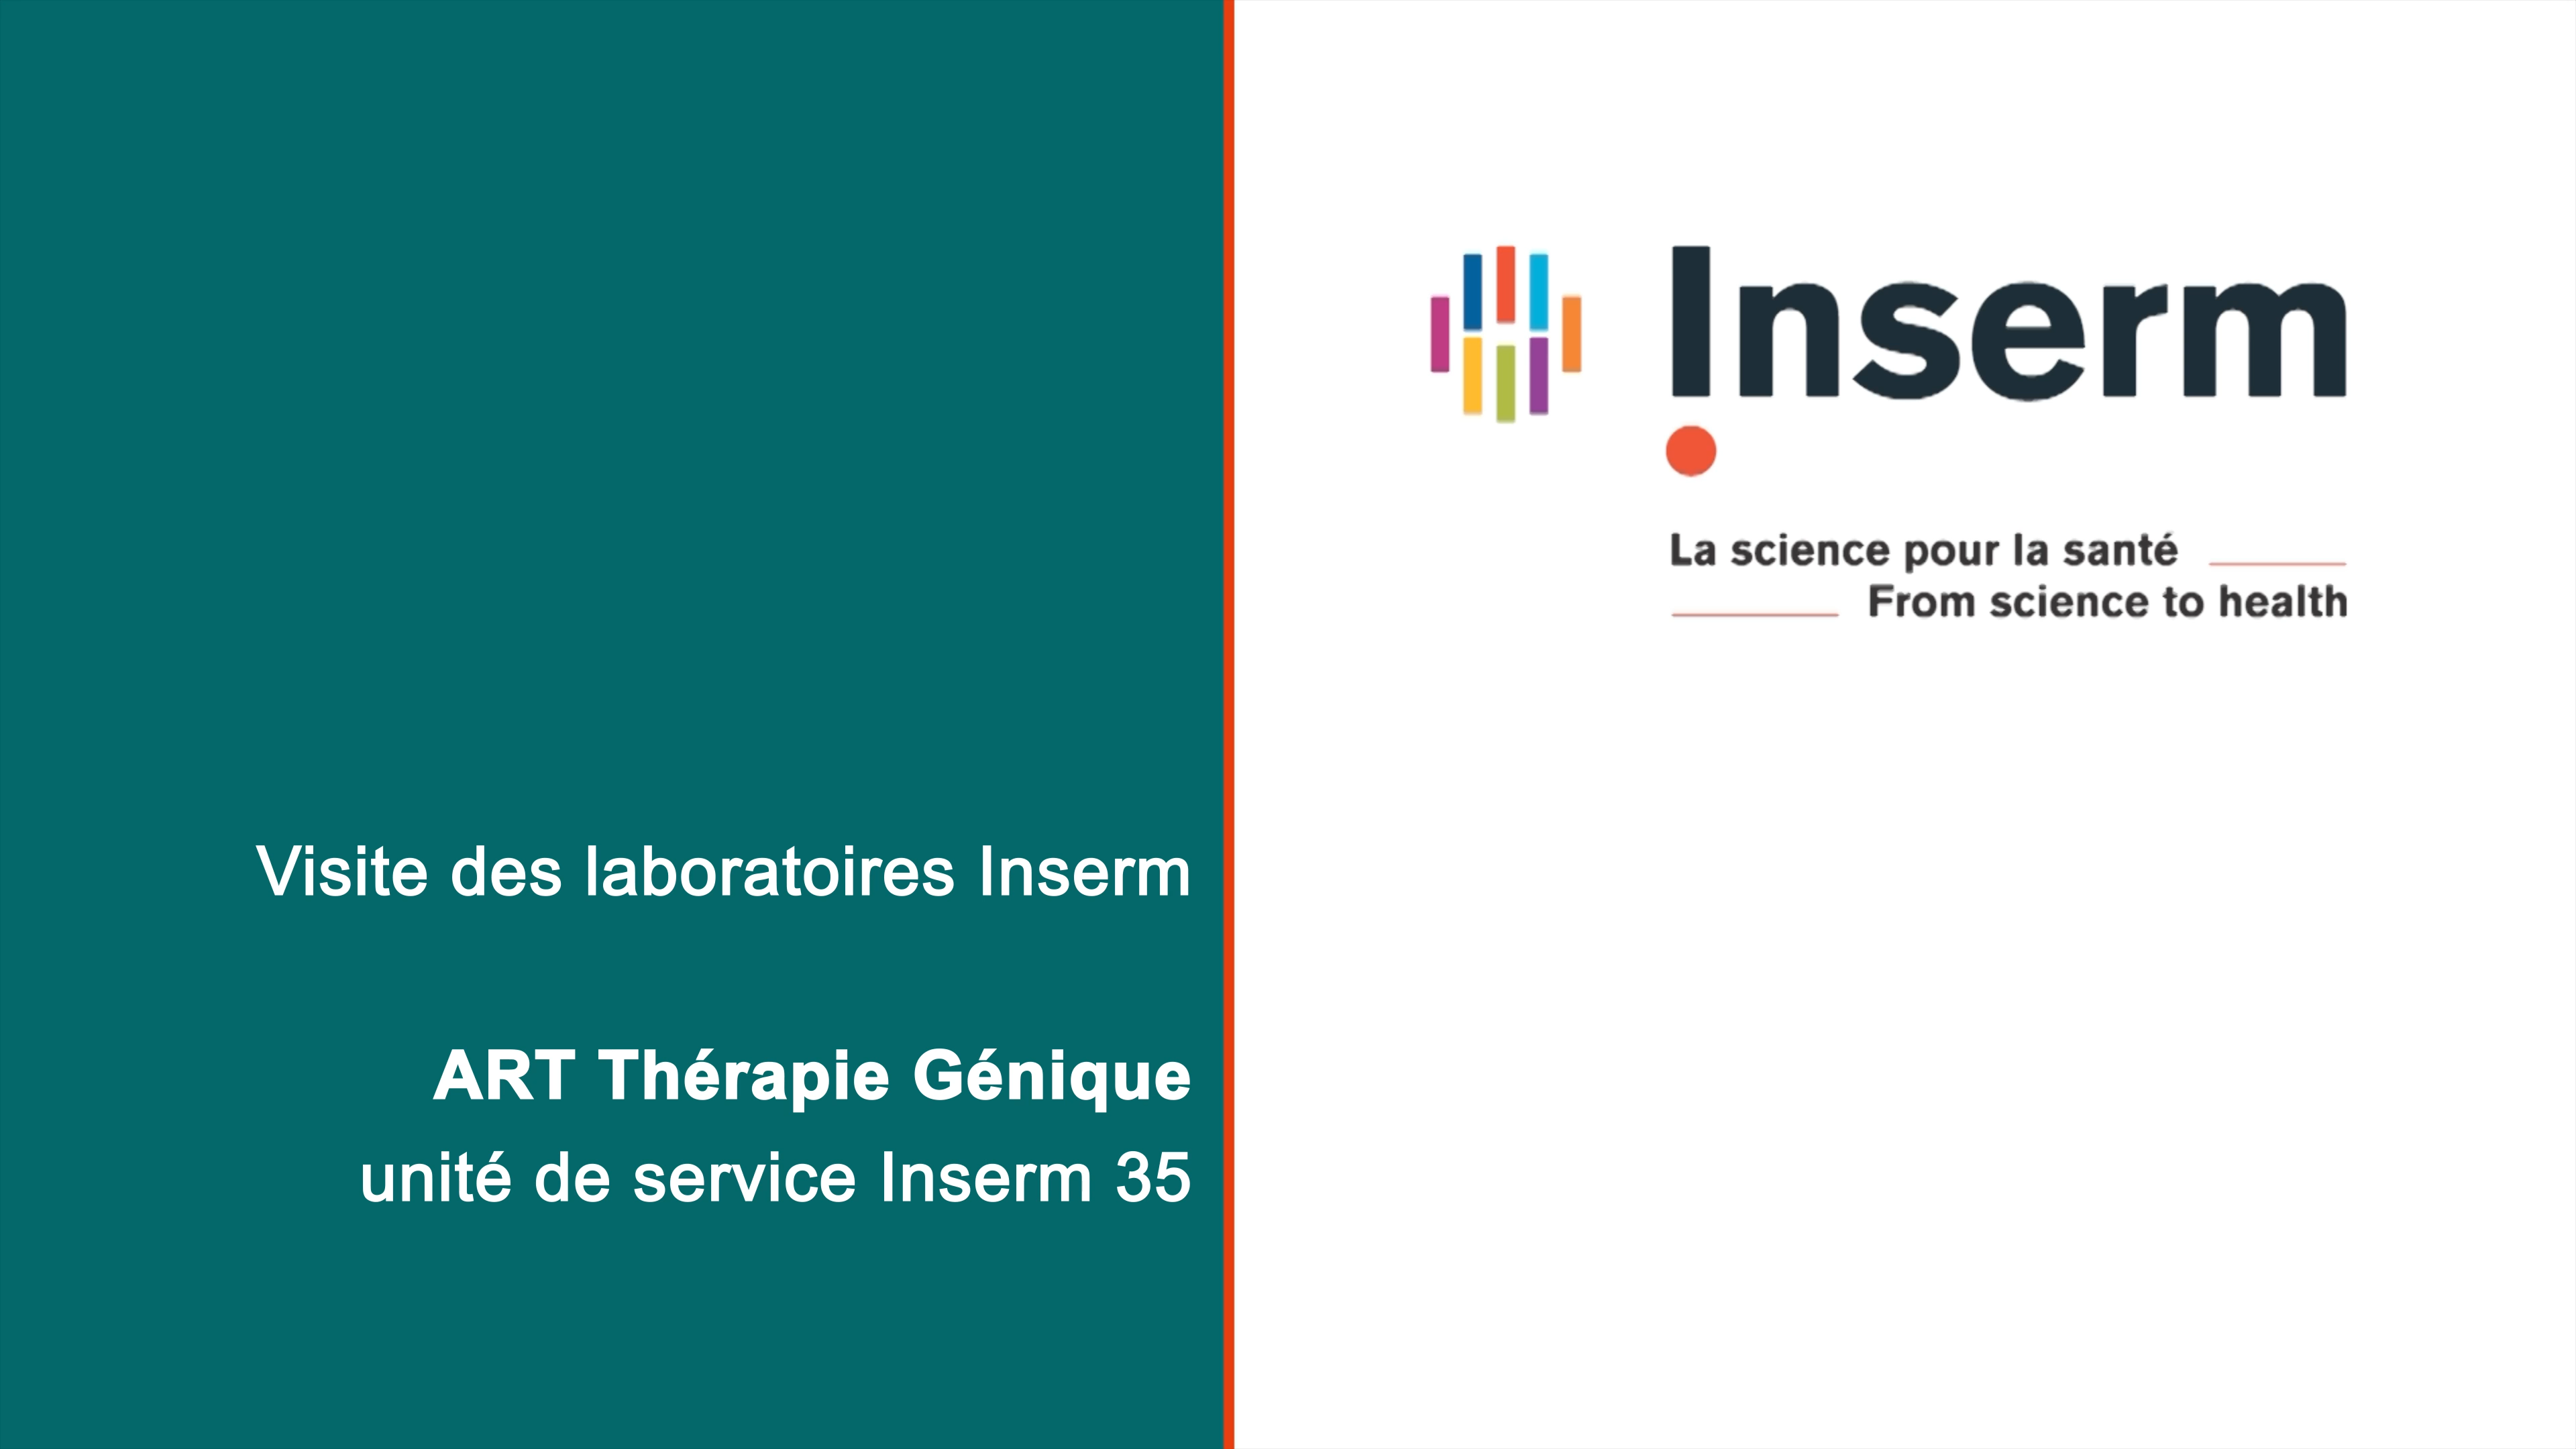 Inserm
La science pour la santé
From science to health
Visite des laboratoires Inserm
ART Thérapie Génique
unité de service Inserm 35